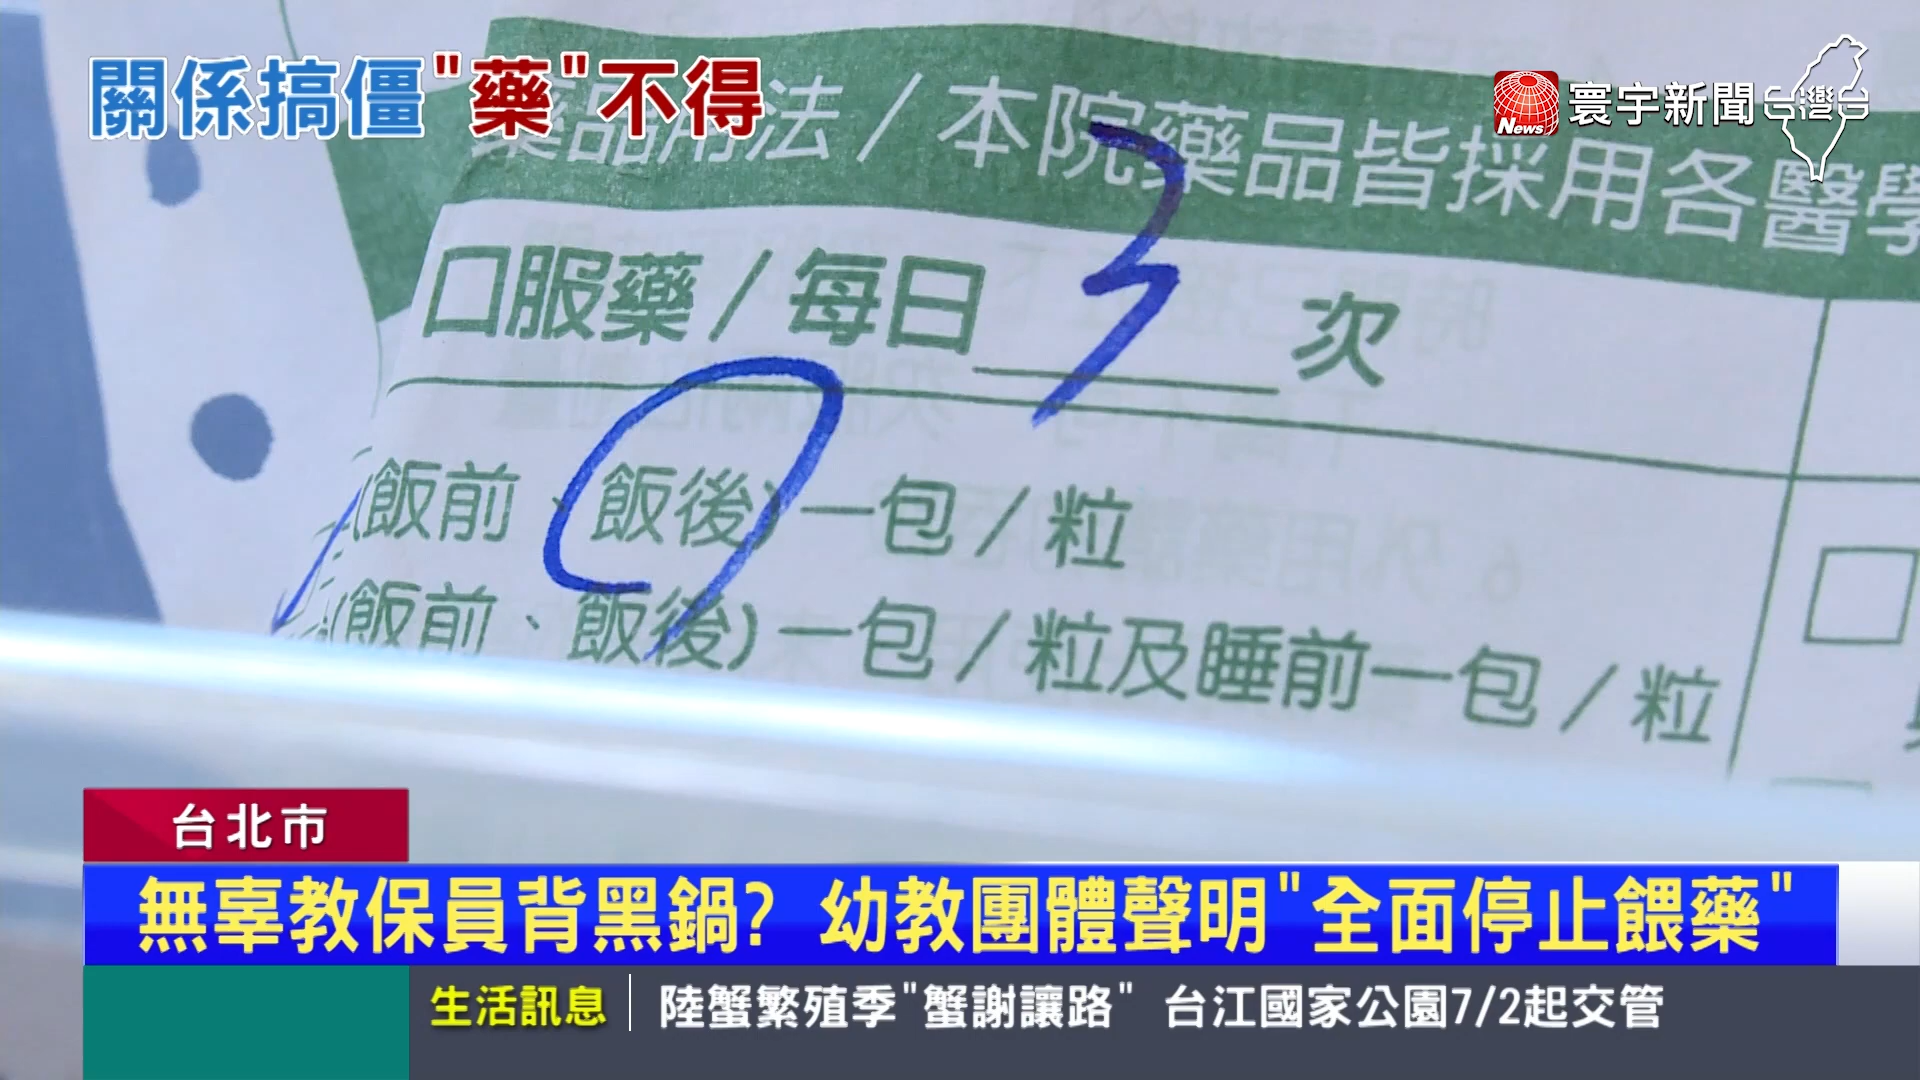 關係搞僵"藥"不得
News 寰宇新聞 台灣台
藥品用法／本院藥品皆採用各醫學
口服藥／每日 3 次
(飯前、飯後)一包／粒
(飯前、飯後)一包／粒及睡前一包／粒
台北市
無辜教保員背黑鍋? 幼教團體聲明"全面停止餵藥"
生活訊息 陸蟹繁殖季"蟹謝讓路" 台江國家公園7/2起交管